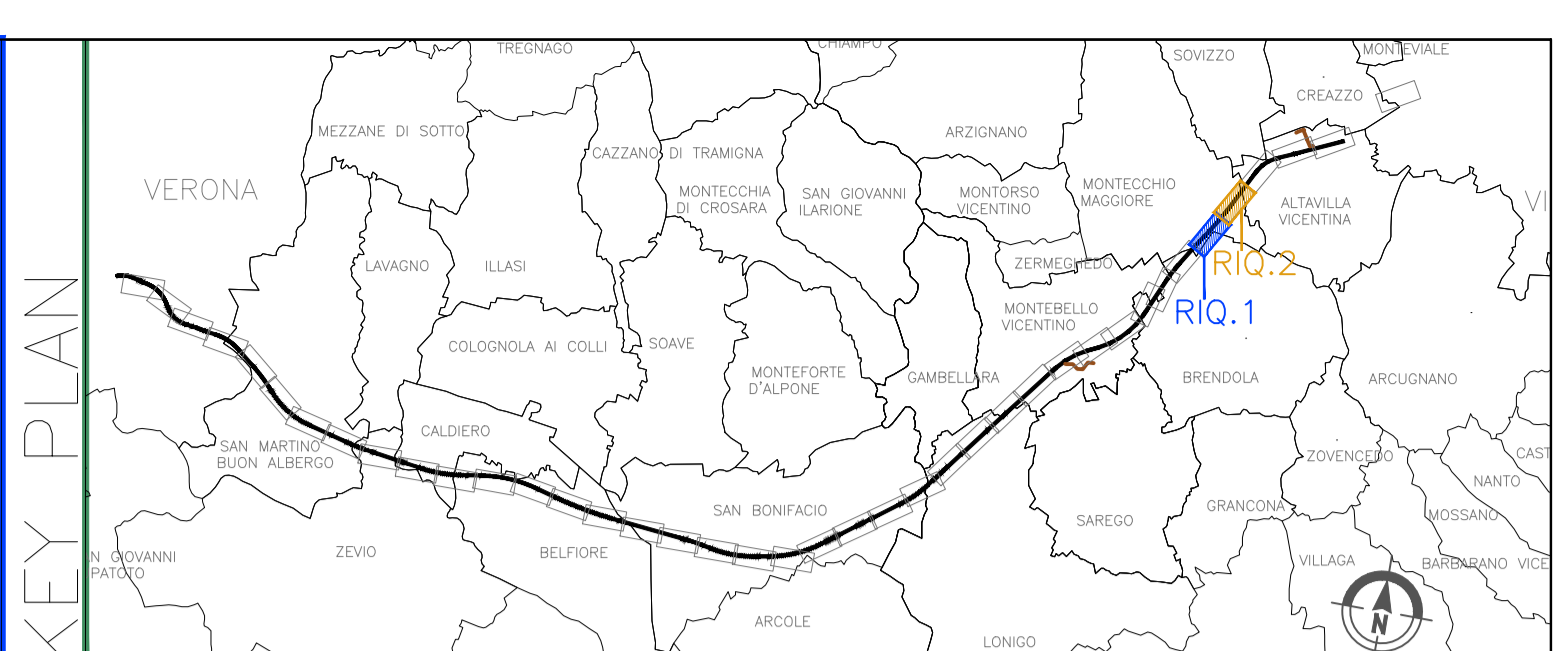 KEY PLAN
TREGNAGO
CHIAMPO
SOVIZZO
MONTEVIALE
CREAZZO
MEZZANE DI SOTTO
ARZIGNANO
CAZZANO DI TRAMIGNA
VERONA
MONTECCHIA
DI CROSARA
SAN GIOVANNI
ILARIONE
MONTORSO
VICENTINO
MONTECCHIO
MAGGIORE
ALTAVILLA
VICENTINA
VI
LAVAGNO
ILLASI
ZERMEGHEDO
RIQ.2
RIQ.1
MONTEBELLO
VICENTINO
COLOGNOLA AI COLLI
SOAVE
MONTEFORTE
D'ALPONE
GAMBELLARA
BRENDOLA
ARCUGNANO
CALDIERO
SAN MARTINO
BUON ALBERGO
ZOVENCEDO
CAST
NANTO
SAN BONIFACIO
SAREGO
GRANCONA
MOSSANO
ZEVIO
BELFIORE
N GIOVANNI
PATOTO
VILLAGA
BARBARANO VICE
ARCOLE
LONIGO
N